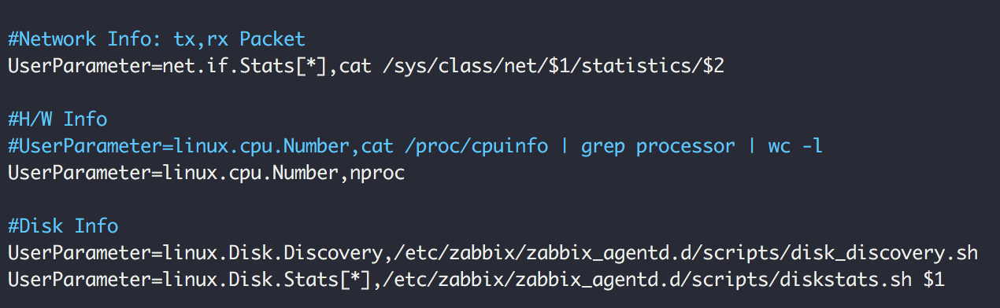 #Network Info: tx,rx Packet
UserParameter=net.if.Stats[*],cat /sys/class/net/$1/statistics/$2
#H/W Info
#UserParameter=linux.cpu.Number,cat /proc/cpuinfo | grep processor | wc -l
UserParameter=linux.cpu.Number,nproc
#Disk Info
UserParameter=linux.Disk.Discovery,/etc/zabbix/zabbix_agentd.d/scripts/disk_discovery.sh
UserParameter=linux.Disk.Stats[*],/etc/zabbix/zabbix_agentd.d/scripts/diskstats.sh $1